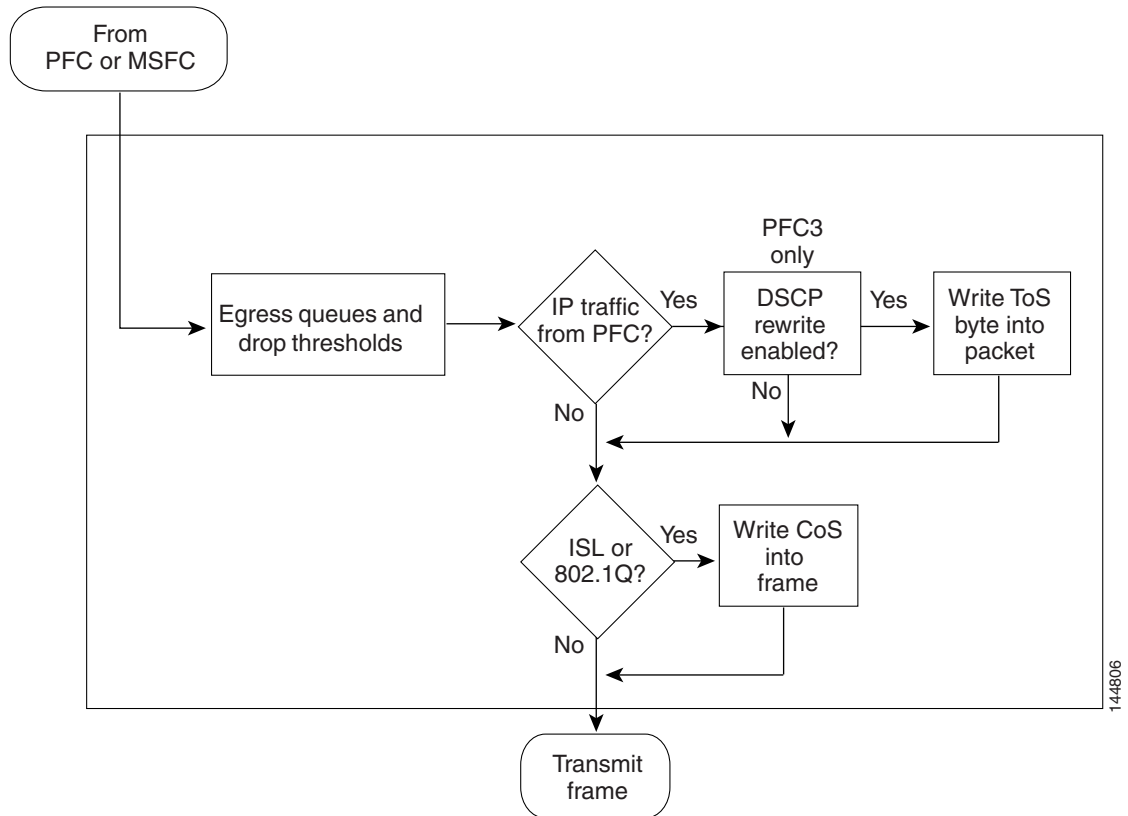 From
PFC or MSFC
PFC3
only
Egress queues and
drop thresholds
IP traffic
from PFC?
Yes
DSCP
rewrite
enabled?
Yes
Write ToS
byte into
packet
No
No
ISL or
802.1Q?
Yes
Write CoS
into
frame
No
Transmit
frame
144806